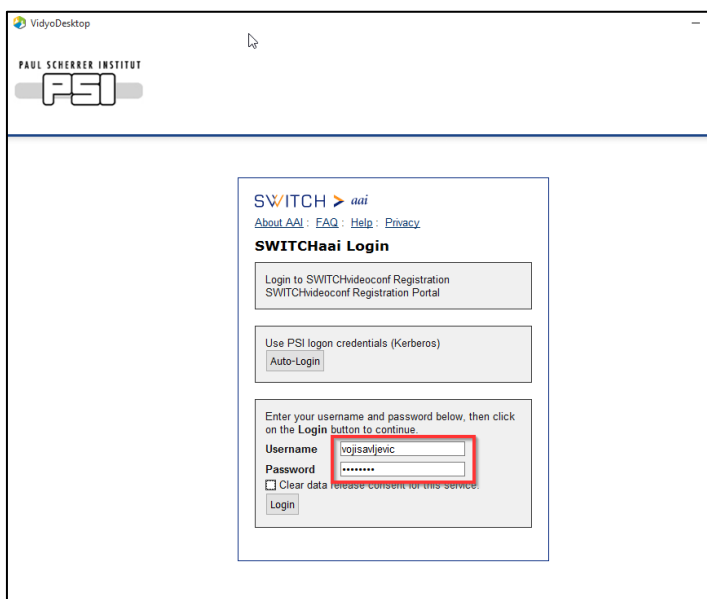 VidyoDesktop
PAUL SCHERRER INSTITUT
PSI
SWITCH > aai
About AAI : FAQ : Help : Privacy
SWITCHaai Login
Login to SWITCHvideoconf Registration
SWITCHvideoconf Registration Portal
Use PSI logon credentials (Kerberos)
Auto-Login
Enter your username and password below, then click
on the Login button to continue.
Username vojisavljevic
Password ••••••••
Clear data release consent for this service.
Login